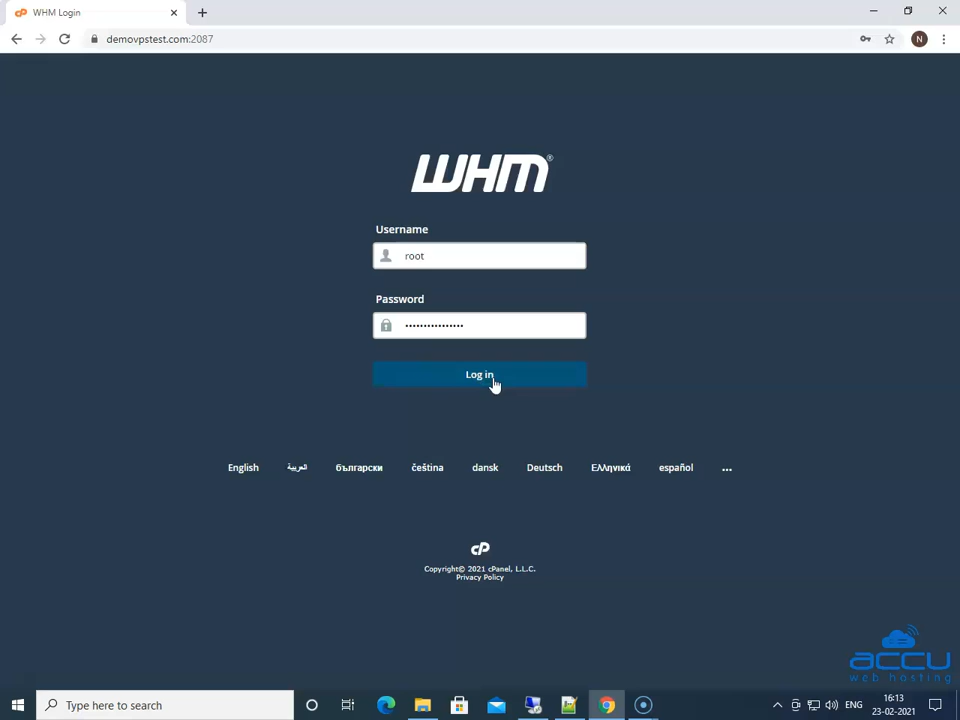 WHM Login
demovpstest.com:2087
N
WHM®
Username
root
Password
••••••••••••••••
Log in
English العربية български čeština dansk Deutsch Ελληνικά español ...
cP
Copyright© 2021 cPanel, L.L.C.
Privacy Policy
accu
web hosting
Type here to search
ENG
16:13
23-02-2021